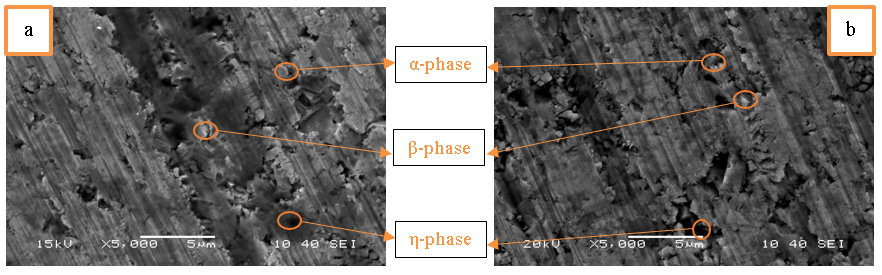 a
b
α-phase
β-phase
η-phase
15kV X5,000 5μm 10 40 SEI
20kV X5,000 5μm 10 40 SEI